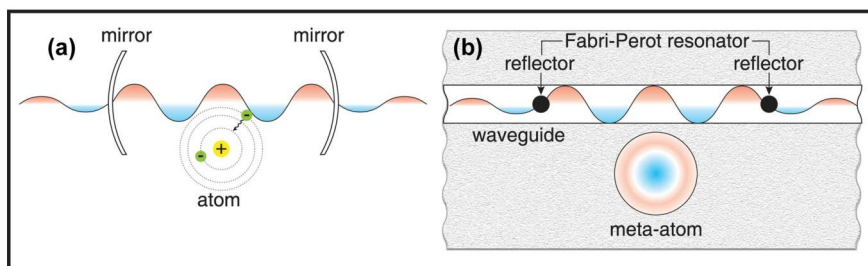 (a)
mirror
mirror
+
-
-
atom
(b)
Fabri-Perot resonator
reflector
reflector
waveguide
meta-atom